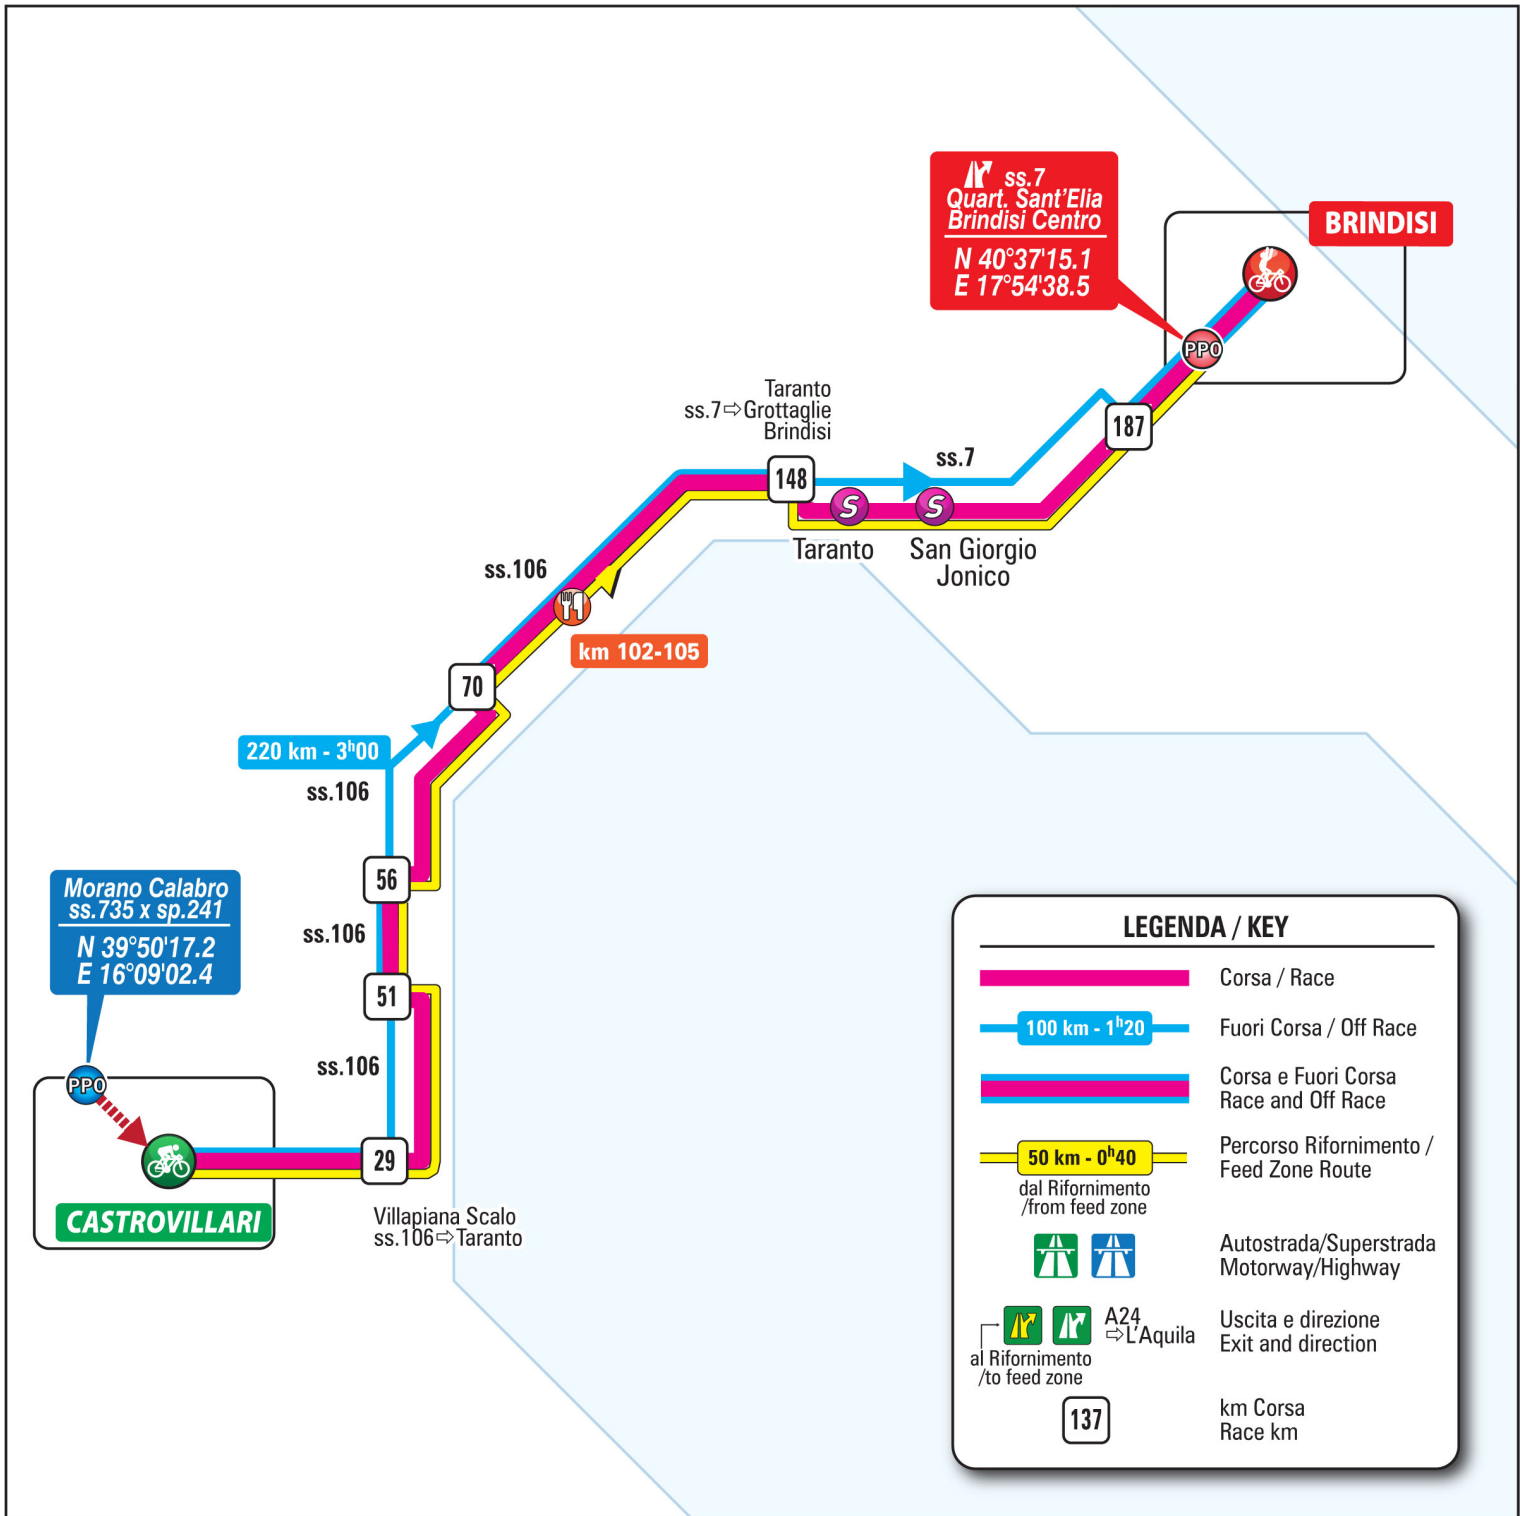 ss.7
Quart. Sant'Elia
Brindisi Centro
N 40°37'15.1
E 17°54'38.5
BRINDISI
PPO
Taranto
ss.7⇨Grottaglie
Brindisi
187
148
ss.7
S
S
Taranto
San Giorgio
Jonico
ss.106
km 102-105
70
220 km - 3h00
ss.106
56
Morano Calabro
ss.735 x sp.241
N 39°50'17.2
E 16°09'02.4
ss.106
51
ss.106
PPO
29
CASTROVILLARI
Villapiana Scalo
ss.106⇨Taranto
LEGENDA / KEY
Corsa / Race
100 km - 1h20
Fuori Corsa / Off Race
Corsa e Fuori Corsa
Race and Off Race
50 km - 0h40
dal Rifornimento
/from feed zone
Percorso Rifornimento /
Feed Zone Route
Autostrada/Superstrada
Motorway/Highway
A24
⇨L'Aquila
al Rifornimento
/to feed zone
Uscita e direzione
Exit and direction
137
km Corsa
Race km